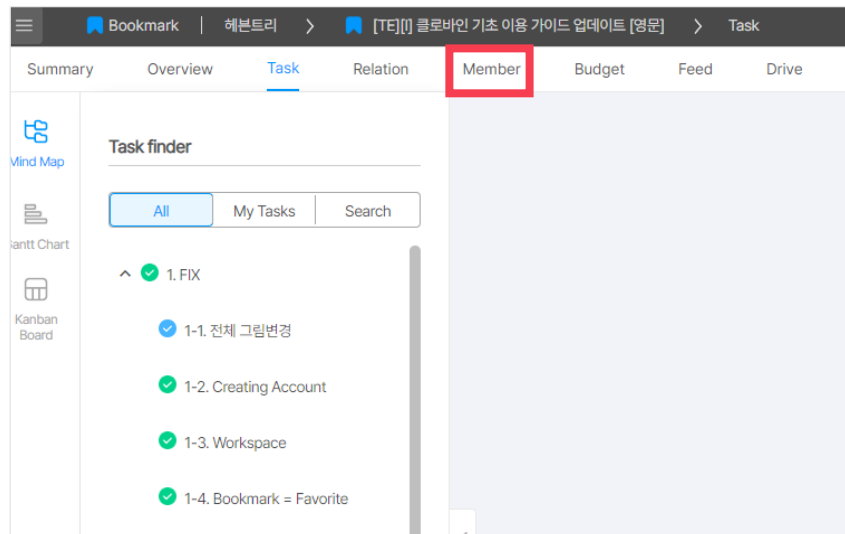 Bookmark | 헤븐트리 > [TE][I] 클로바인 기초 이용 가이드 업데이트 [영문] > Task
Summary Overview Task Relation Member Budget Feed Drive
Mind Map
Task finder
All My Tasks Search
Gantt Chart
1. FIX
Kanban
Board
1-1. 전체 그림변경
1-2. Creating Account
1-3. Workspace
1-4. Bookmark = Favorite